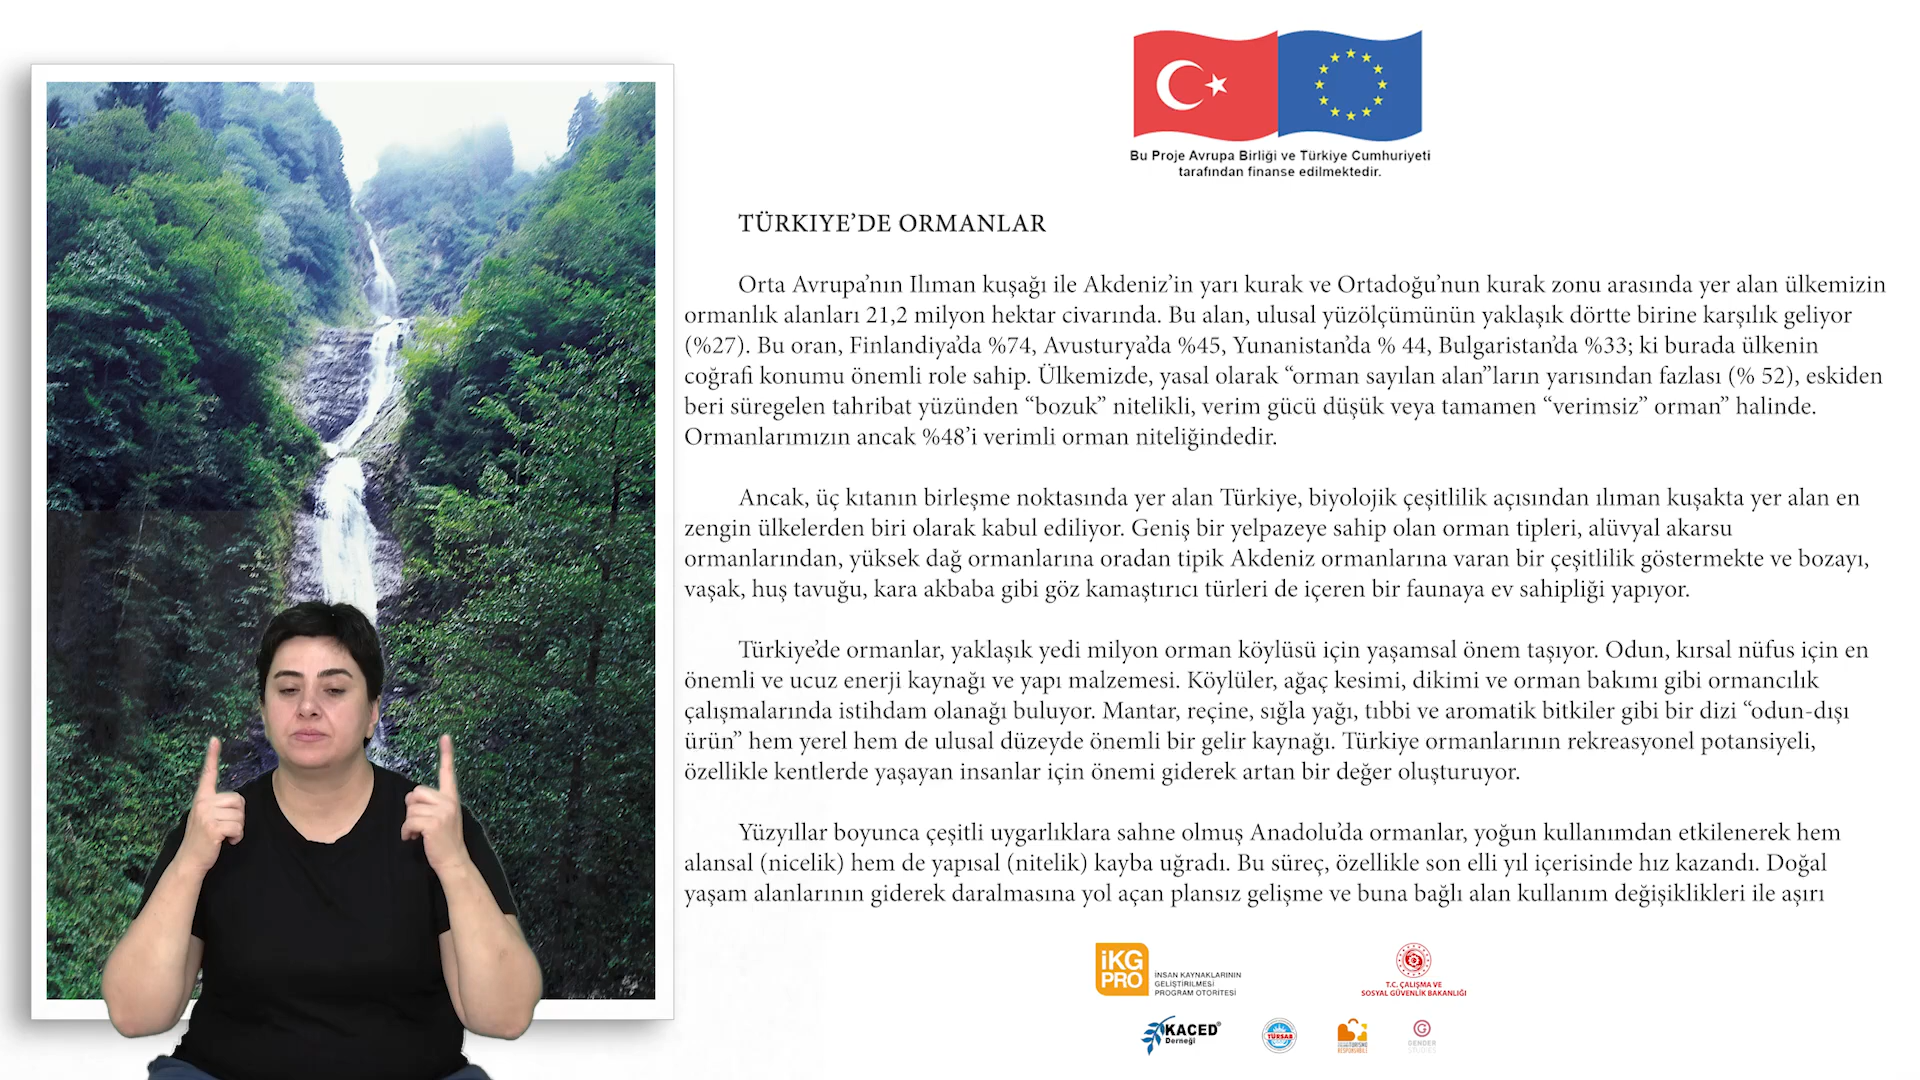 Bu Proje Avrupa Birliği ve Türkiye Cumhuriyeti
tarafından finanse edilmektedir.
TÜRKIYE’DE ORMANLAR
Orta Avrupa’nın Ilıman kuşağı ile Akdeniz’in yarı kurak ve Ortadoğu’nun kurak zonu arasında yer alan ülkemizin
ormanlık alanları 21,2 milyon hektar civarında. Bu alan, ulusal yüzölçümünün yaklaşık dörtte birine karşılık geliyor
(%27). Bu oran, Finlandiya’da %74, Avusturya’da %45, Yunanistan’da % 44, Bulgaristan’da %33; ki burada ülkenin
coğrafi konumu önemli role sahip. Ülkemizde, yasal olarak “orman sayılan alan”ların yarısından fazlası (% 52), eskiden
beri süregelen tahribat yüzünden “bozuk” nitelikli, verim gücü düşük veya tamamen “verimsiz” orman” halinde.
Ormanlarımızın ancak %48’i verimli orman niteliğindedir.
Ancak, üç kıtanın birleşme noktasında yer alan Türkiye, biyolojik çeşitlilik açısından ılıman kuşakta yer alan en
zengin ülkelerden biri olarak kabul ediliyor. Geniş bir yelpazeye sahip olan orman tipleri, alüvyal akarsu
ormanlarından, yüksek dağ ormanlarına oradan tipik Akdeniz ormanlarına varan bir çeşitlilik göstermekte ve bozayı,
vaşak, huş tavuğu, kara akbaba gibi göz kamaştırıcı türleri de içeren bir faunaya ev sahipliği yapıyor.
Türkiye’de ormanlar, yaklaşık yedi milyon orman köylüsü için yaşamsal önem taşıyor. Odun, kırsal nüfus için en
önemli ve ucuz enerji kaynağı ve yapı malzemesi. Köylüler, ağaç kesimi, dikimi ve orman bakımı gibi ormancılık
çalışmalarında istihdam olanağı buluyor. Mantar, reçine, sığla yağı, tıbbi ve aromatik bitkiler gibi bir dizi “odun-dışı
ürün” hem yerel hem de ulusal düzeyde önemli bir gelir kaynağı. Türkiye ormanlarının rekreasyonel potansiyeli,
özellikle kentlerde yaşayan insanlar için önemi giderek artan bir değer oluşturuyor.
Yüzyıllar boyunca çeşitli uygarlıklara sahne olmuş Anadolu’da ormanlar, yoğun kullanımdan etkilenerek hem
alansal (nicelik) hem de yapısal (nitelik) kayba uğradı. Bu süreç, özellikle son elli yıl içerisinde hız kazandı. Doğal
yaşam alanlarının giderek daralmasına yol açan plansız gelişme ve buna bağlı alan kullanım değişiklikleri ile aşırı
iKG
PRO
İNSAN KAYNAKLARININ
GELİŞTİRİLMESİ
PROGRAM OTORİTESİ
T.C. ÇALIŞMA VE
SOSYAL GÜVENLİK BAKANLIĞI
KACED®
Derneği
TÜRSAB
RESPONSABILE
GENDER
STUDIES